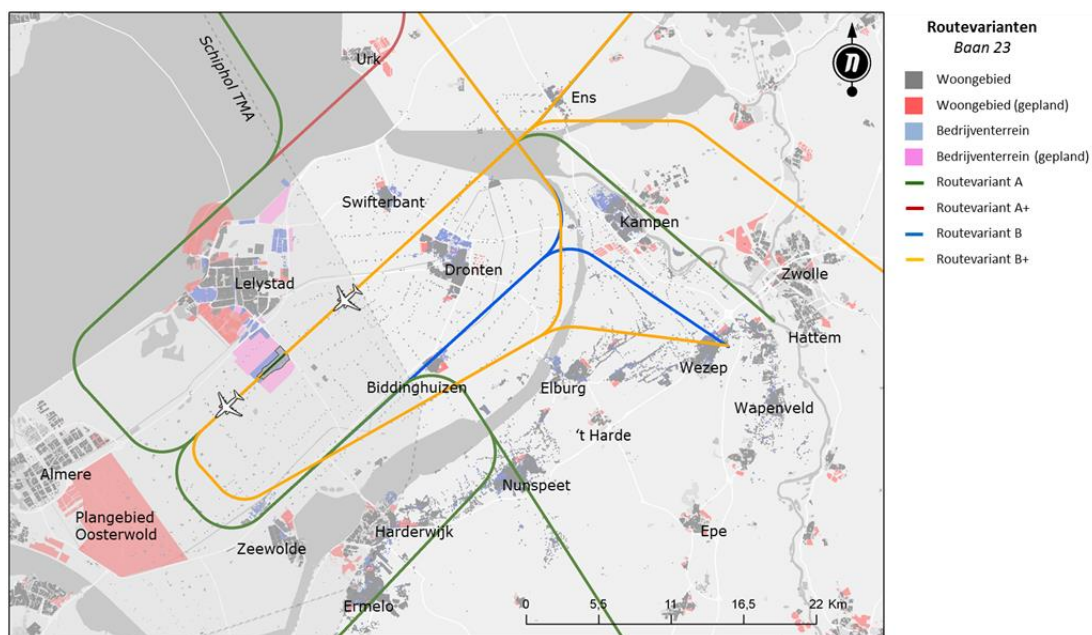 Schiphol TMA
Urk
Ens
Swifterbant
Kampen
Dronten
Zwolle
Lelystad
Hattem
Wezep
Biddinghuizen
Elburg
Wapenveld
't Harde
Almere
Nunspeet
Plangebied
Oosterwold
Harderwijk
Epe
Zeewolde
Ermelo
0 5,5 11 16,5 22 Km
n
Routevarianten
Baan 23
Woongebied
Woongebied (gepland)
Bedrijventerrein
Bedrijventerrein (gepland)
Routevariant A
Routevariant A+
Routevariant B
Routevariant B+